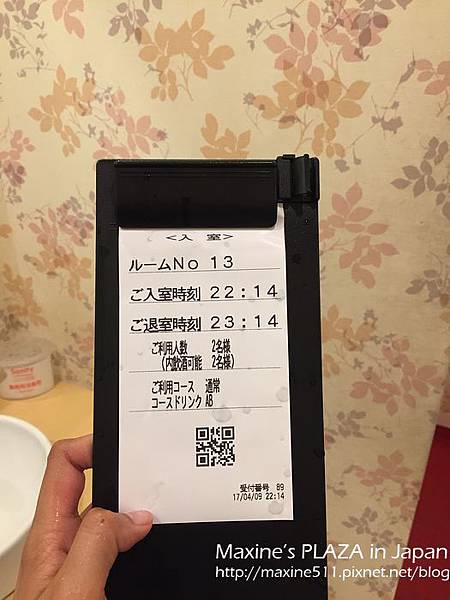 <入　室>
ルームNo 13
ご入室時刻 22:14
ご退室時刻 23:14
ご利用人数　2名様
(内飲酒可能　2名様)
ご利用コース　通常
コースドリンク AB
受付番号　89
17/04/09 22:14
Maxine's PLAZA in Japan
http://maxine511.pixnet.net/blog